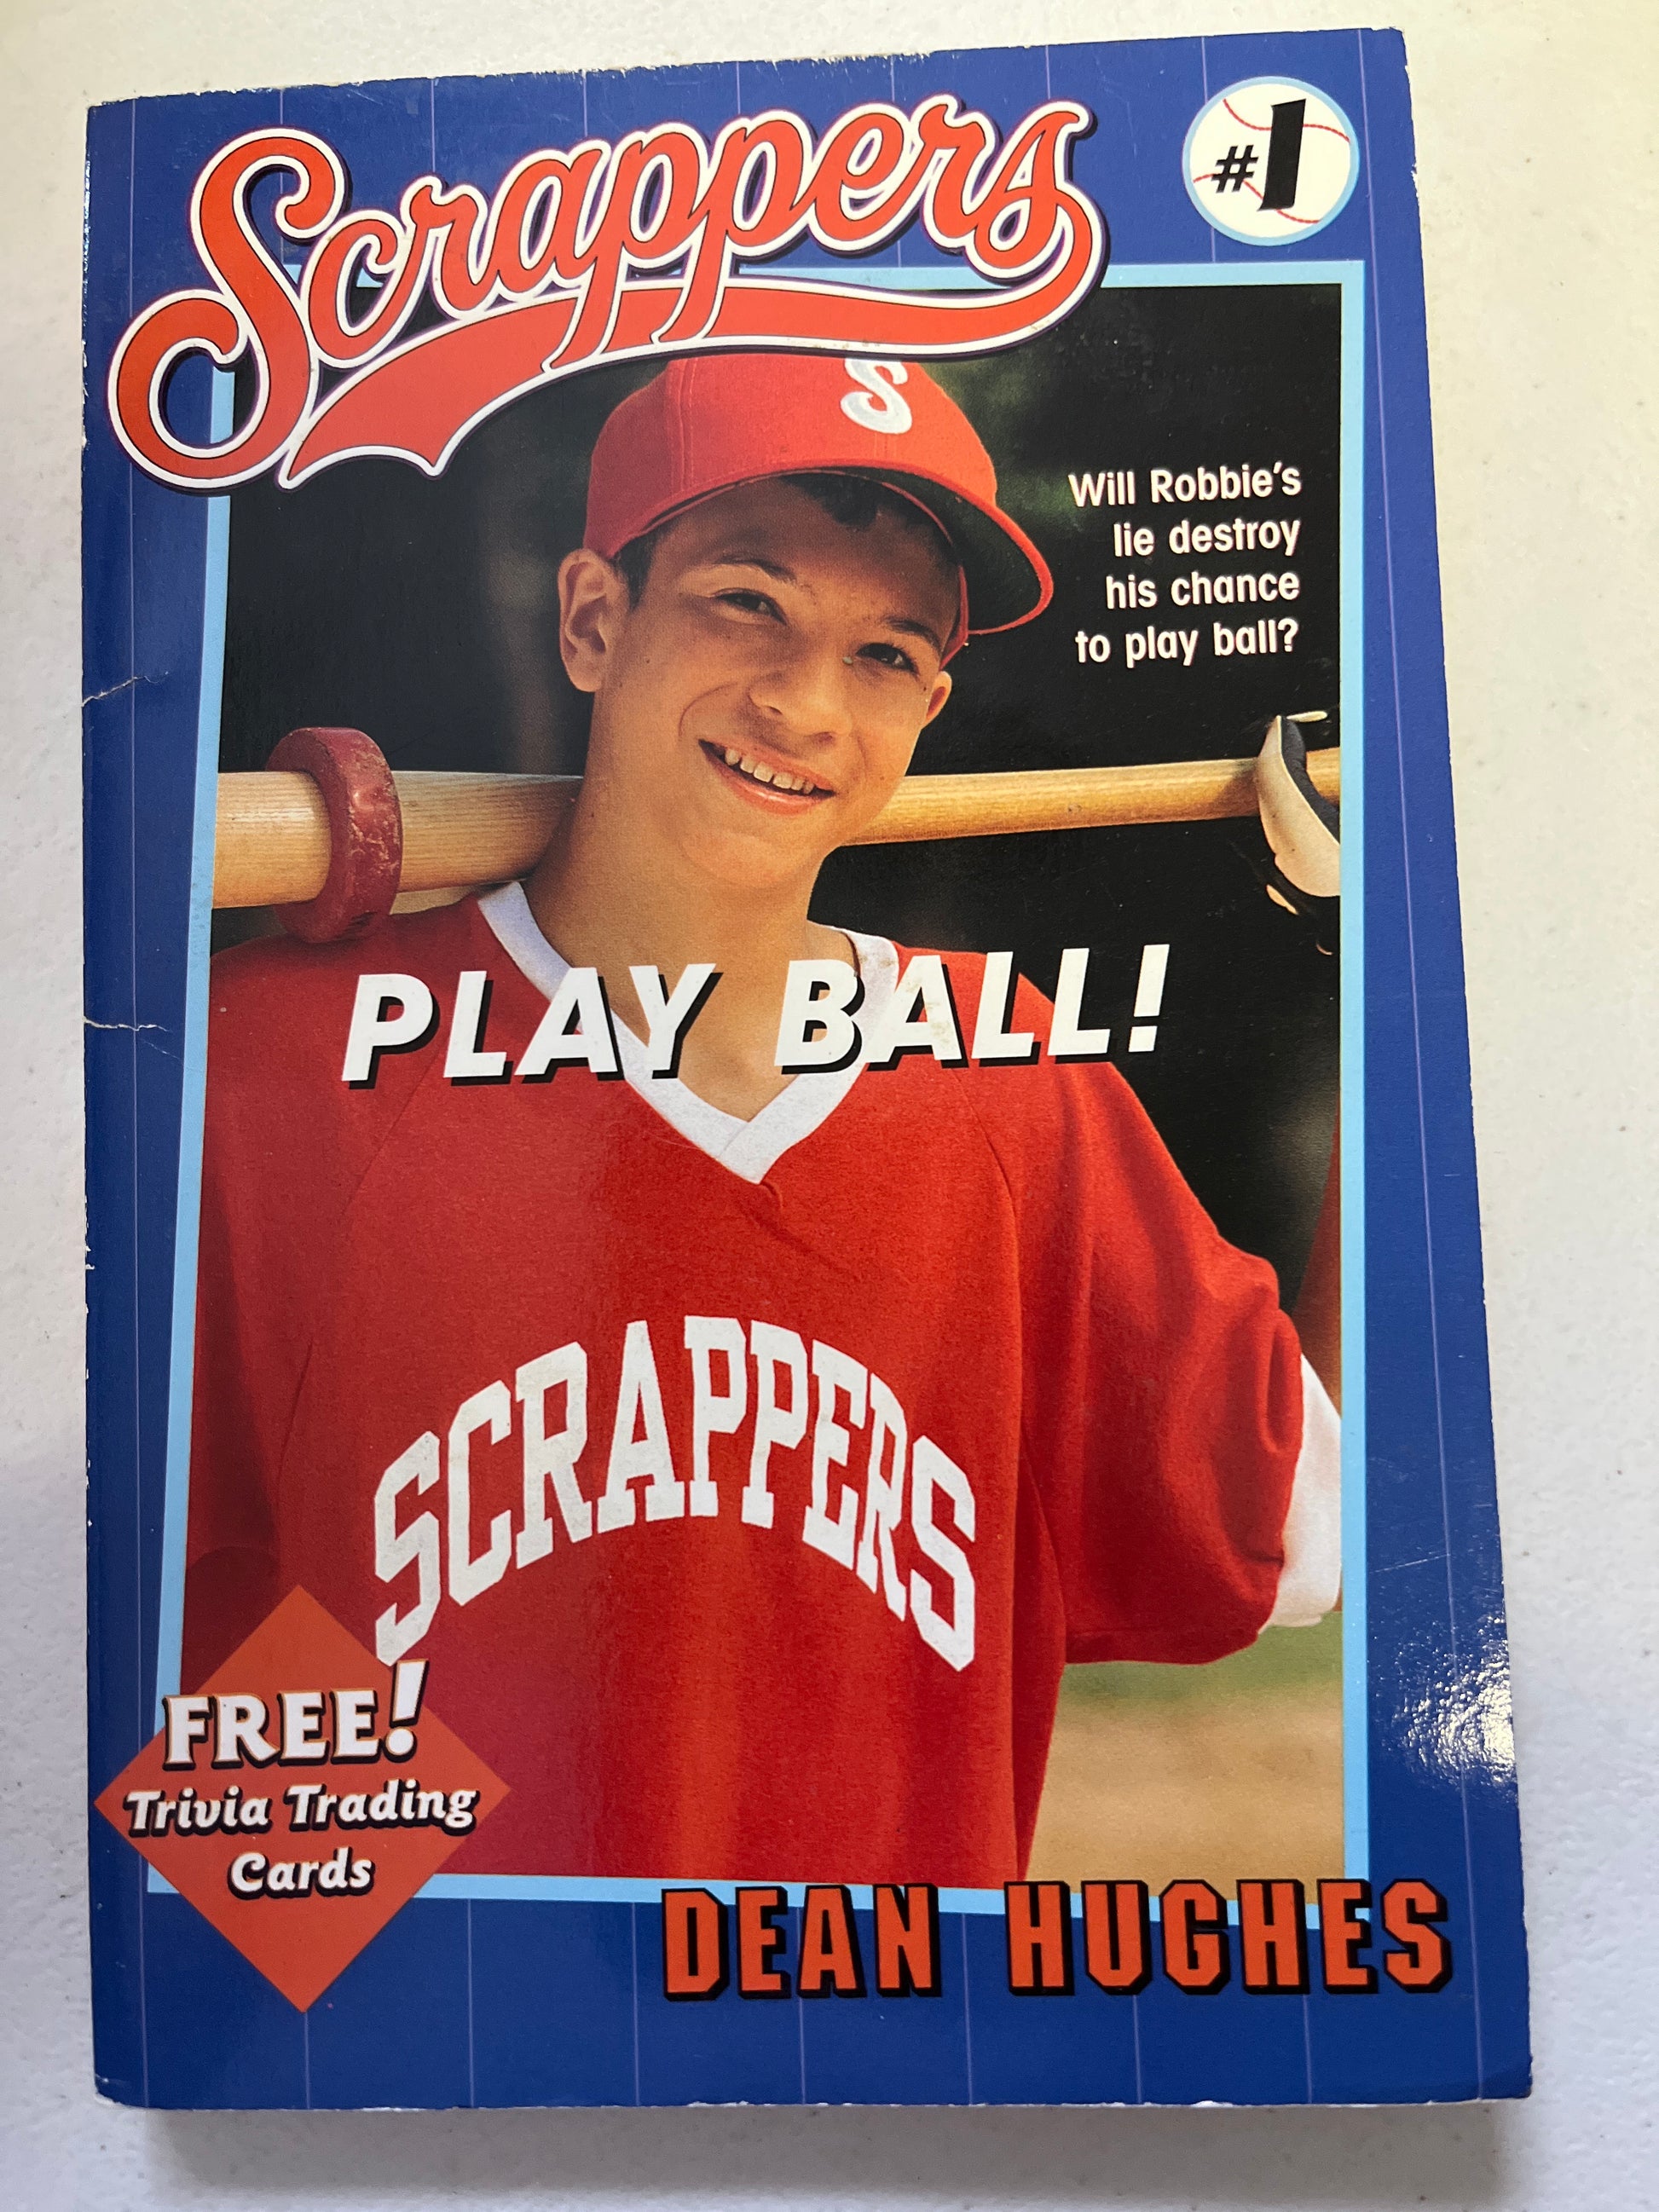 Scrappers
#1
S
Will Robbie's
lie destroy
his chance
to play ball?
PLAY BALL!
SCRAPPERS
FREE!
Trivia Trading
Cards
DEAN HUGHES